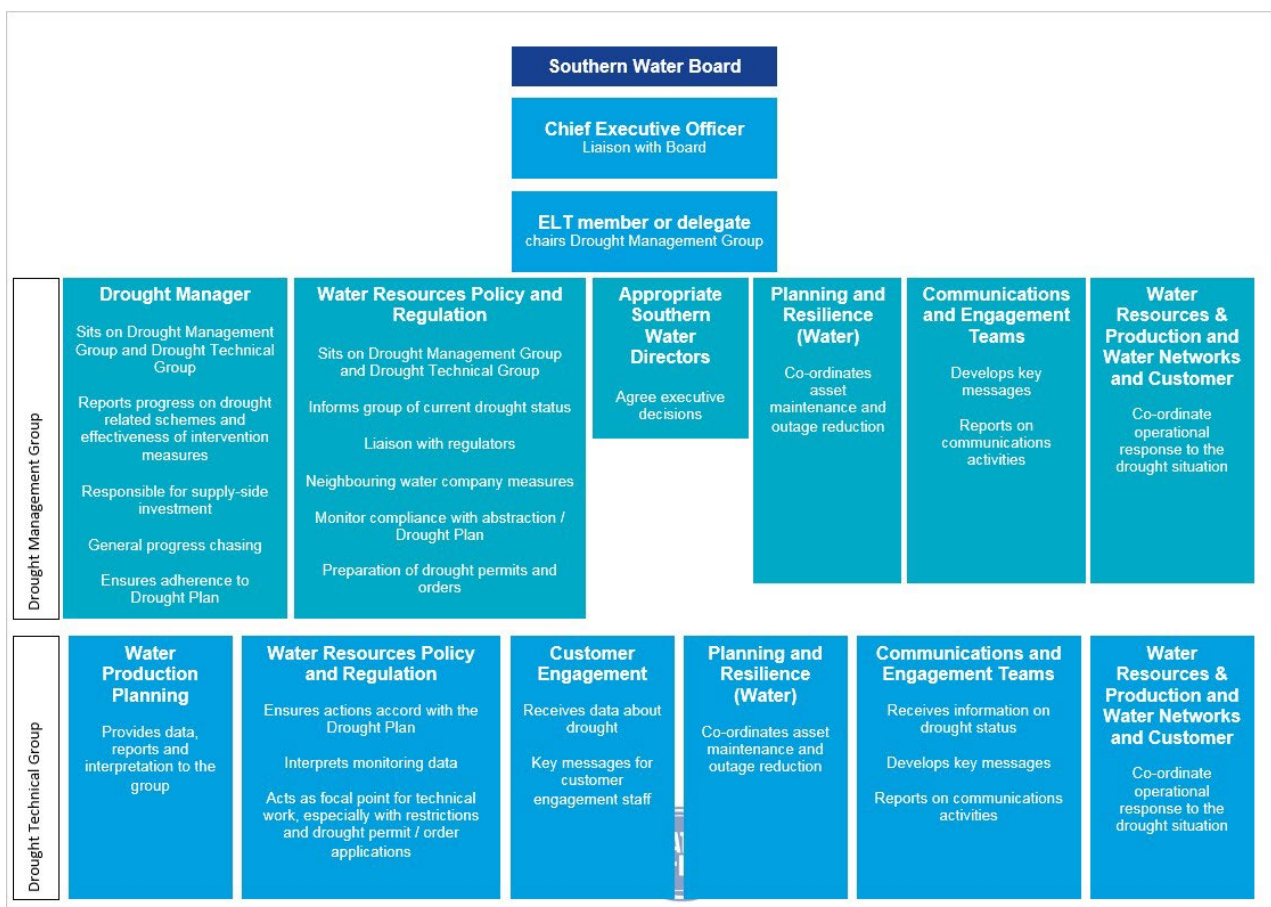 Southern Water Board
Chief Executive Officer
Liaison with Board
ELT member or delegate
chairs Drought Management Group
Drought Management Group
Drought Manager
Sits on Drought Management
Group and Drought Technical
Group
Reports progress on drought
related schemes and
effectiveness of intervention
measures
Responsible for supply-side
investment
General progress chasing
Ensures adherence to
Drought Plan
Water Resources Policy and
Regulation
Sits on Drought Management Group
and Drought Technical Group
Informs group of current drought status
Liaison with regulators
Neighbouring water company measures
Monitor compliance with abstraction /
Drought Plan
Preparation of drought permits and
orders
Appropriate
Southern
Water
Directors
Agree executive
decisions
Planning and
Resilience
(Water)
Co-ordinates
asset
maintenance and
outage reduction
Communications
and Engagement
Teams
Develops key
messages
Reports on
communications
activities
Water
Resources &
Production and
Water Networks
and Customer
Co-ordinate
operational
response to the
drought situation
Drought Technical Group
Water
Production
Planning
Provides data,
reports and
interpretation to the
group
Water Resources Policy
and Regulation
Ensures actions accord with the
Drought Plan
Interprets monitoring data
Acts as focal point for technical
work, especially with restrictions
and drought permit / order
applications
Customer
Engagement
Receives data about
drought
Key messages for
customer
engagement staff
Planning and
Resilience
(Water)
Co-ordinates asset
maintenance and
outage reduction
Communications and
Engagement Teams
Receives information on
drought status
Develops key messages
Reports on communications
activities
Water
Resources &
Production and
Water Networks
and Customer
Co-ordinate
operational
response to the
drought situation